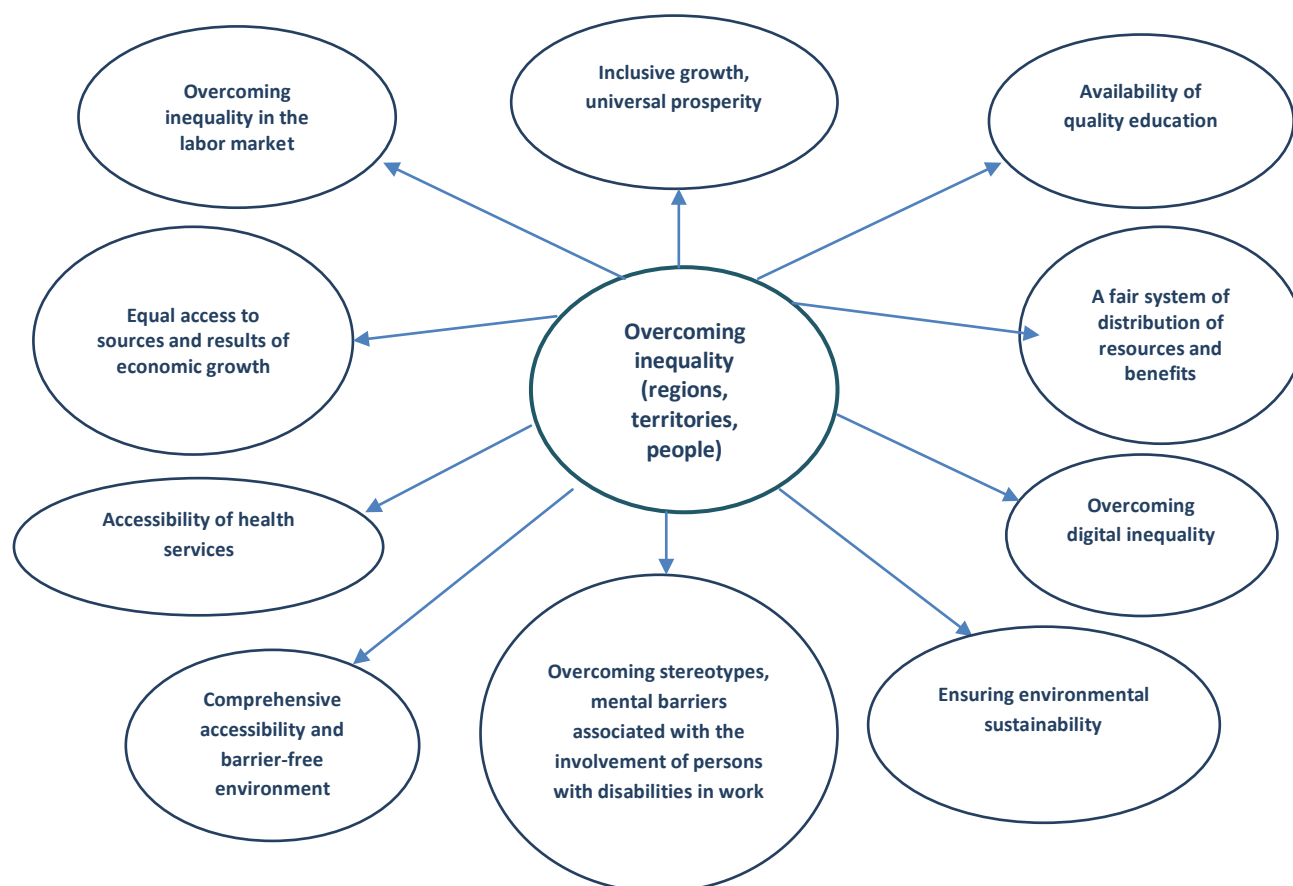 Overcoming
inequality in the
labor market
Inclusive growth,
universal prosperity
Availability of
quality education
Equal access to
sources and results of
economic growth
Overcoming
inequality
(regions,
territories,
people)
A fair system of
distribution of
resources and
benefits
Accessibility of health
services
Overcoming
digital inequality
Comprehensive
accessibility and
barrier-free
environment
Overcoming stereotypes,
mental barriers
associated with the
involvement of persons
with disabilities in work
Ensuring environmental
sustainability